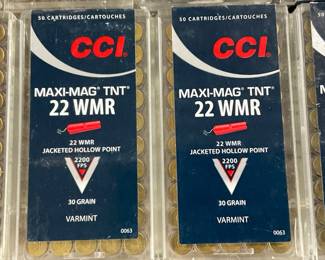 50 CARTRIDGES/CARTOUCHES
CCI
MAXI-MAG® TNT®
22 WMR
22 WMR
JACKETED HOLLOW POINT
2200
FPS
30 GRAIN
VARMINT
0063
50 CARTRIDGES/CARTOUCHES
CCI
MAXI-MAG® TNT®
22 WMR
22 WMR
JACKETED HOLLOW POINT
2200
FPS
30 GRAIN
VARMINT
0063